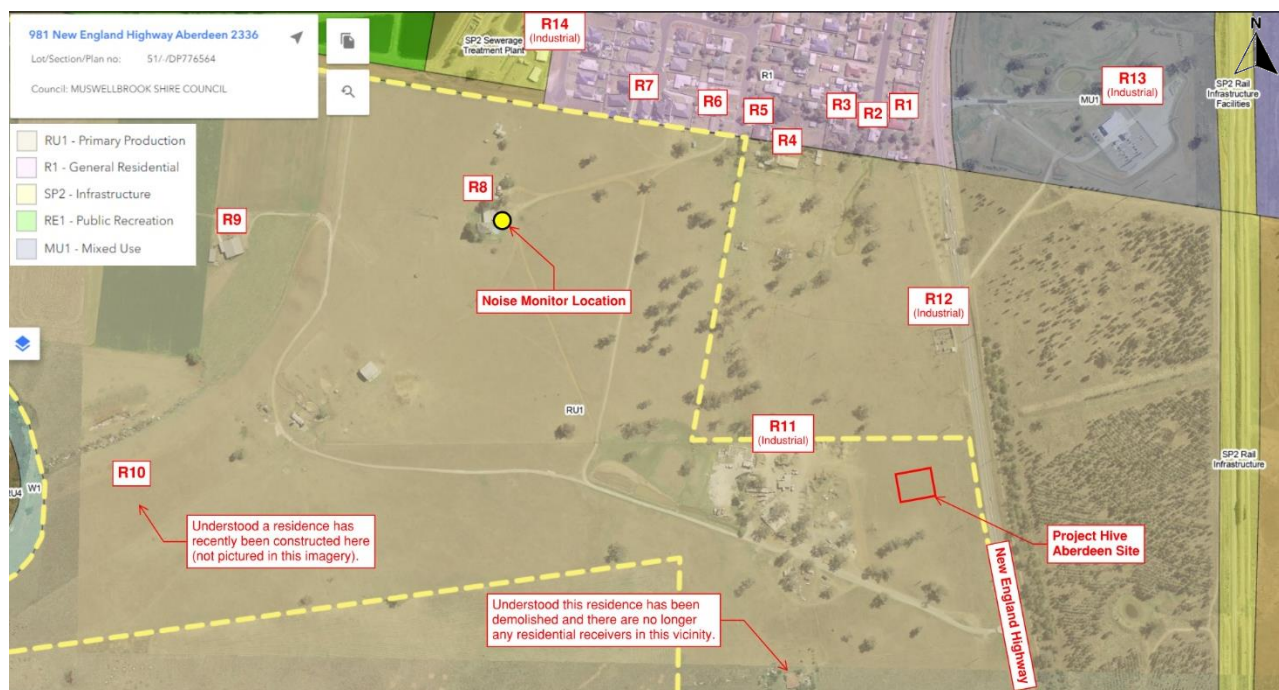 981 New England Highway Aberdeen 2336
Lot/Section/Plan no: 51/-/DP776564
Council: MUSWELLBROOK SHIRE COUNCIL
RU1 - Primary Production
R1 - General Residential
SP2 - Infrastructure
RE1 - Public Recreation
MU1 - Mixed Use
SP2 Sewerage
Treatment Plant
R14
(Industrial)
N
R7
R6
R5
R1
R3
R2
R1
R4
MU1
R13
(Industrial)
SP2 Rail
Infrastructure
Facilities
R8
R9
Noise Monitor Location
R12
(Industrial)
RU1
R11
(Industrial)
R10
RU4
W1
SP2 Rail
Infrastructure
Understood a residence has
recently been constructed here
(not pictured in this imagery).
Project Hive
Aberdeen Site
New England Highway
Understood this residence has been
demolished and there are no longer
any residential receivers in this vicinity.